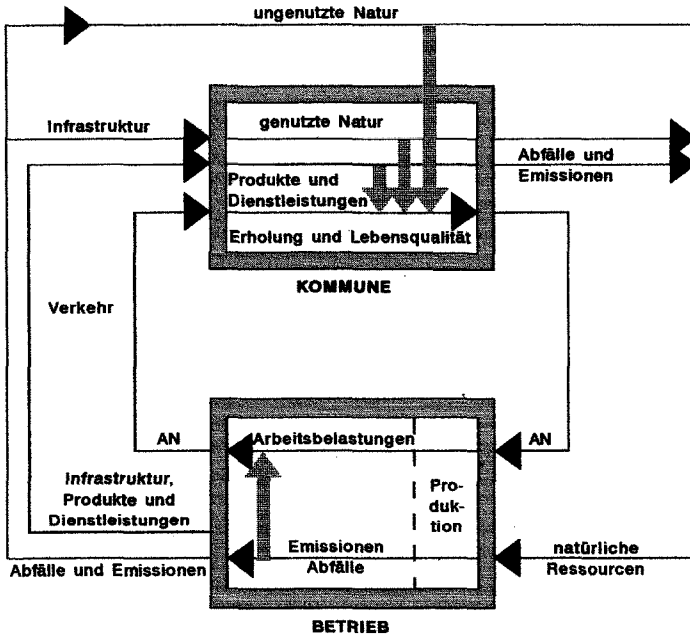 ungenutzte Natur
Infrastruktur
genutzte Natur
Abfälle und
Emissionen
Produkte und
Dienstleistungen
Erholung und Lebensqualität
KOMMUNE
Verkehr
AN
Arbeitsbelastungen
AN
Infrastruktur,
Produkte und
Dienstleistungen
Pro-
duk-
tion
Emissionen
Abfälle
Abfälle und Emissionen
natürliche
Ressourcen
BETRIEB